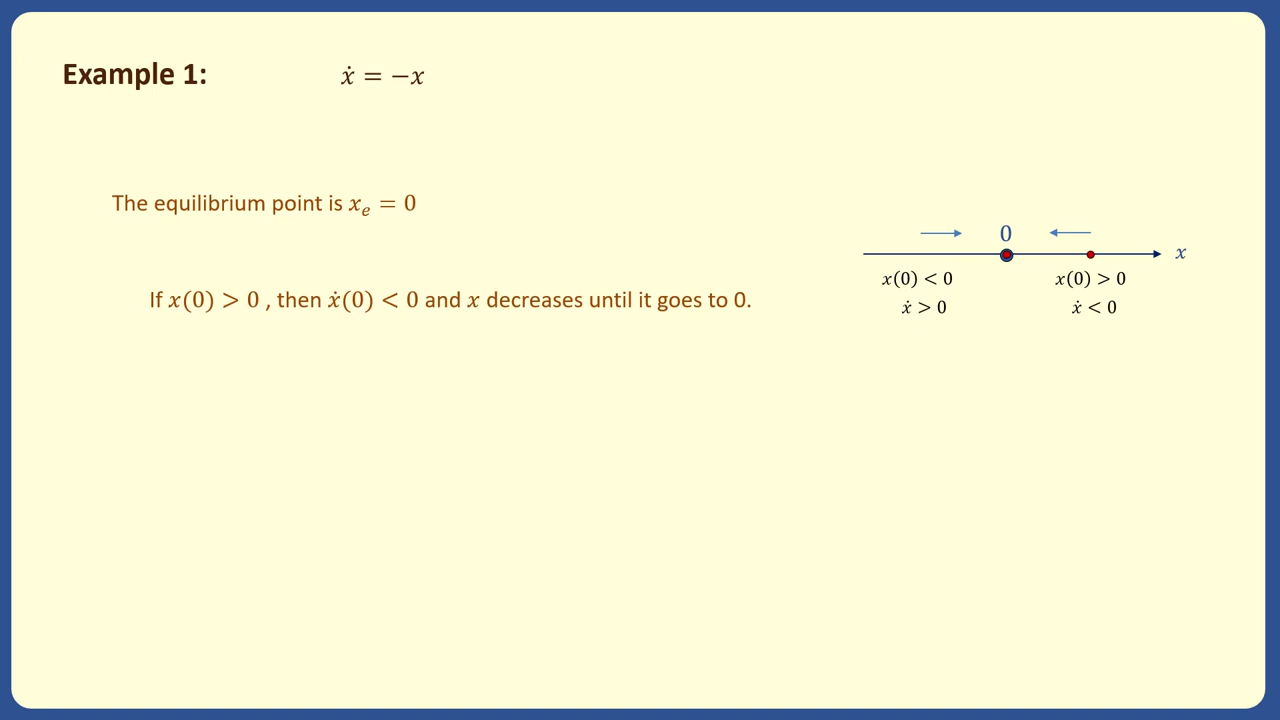 Example 1: ẋ = −x
The equilibrium point is xₑ = 0
0
x
x(0) < 0 x(0) > 0
If x(0) > 0 , then ẋ(0) < 0 and x decreases until it goes to 0.
ẋ > 0 ẋ < 0